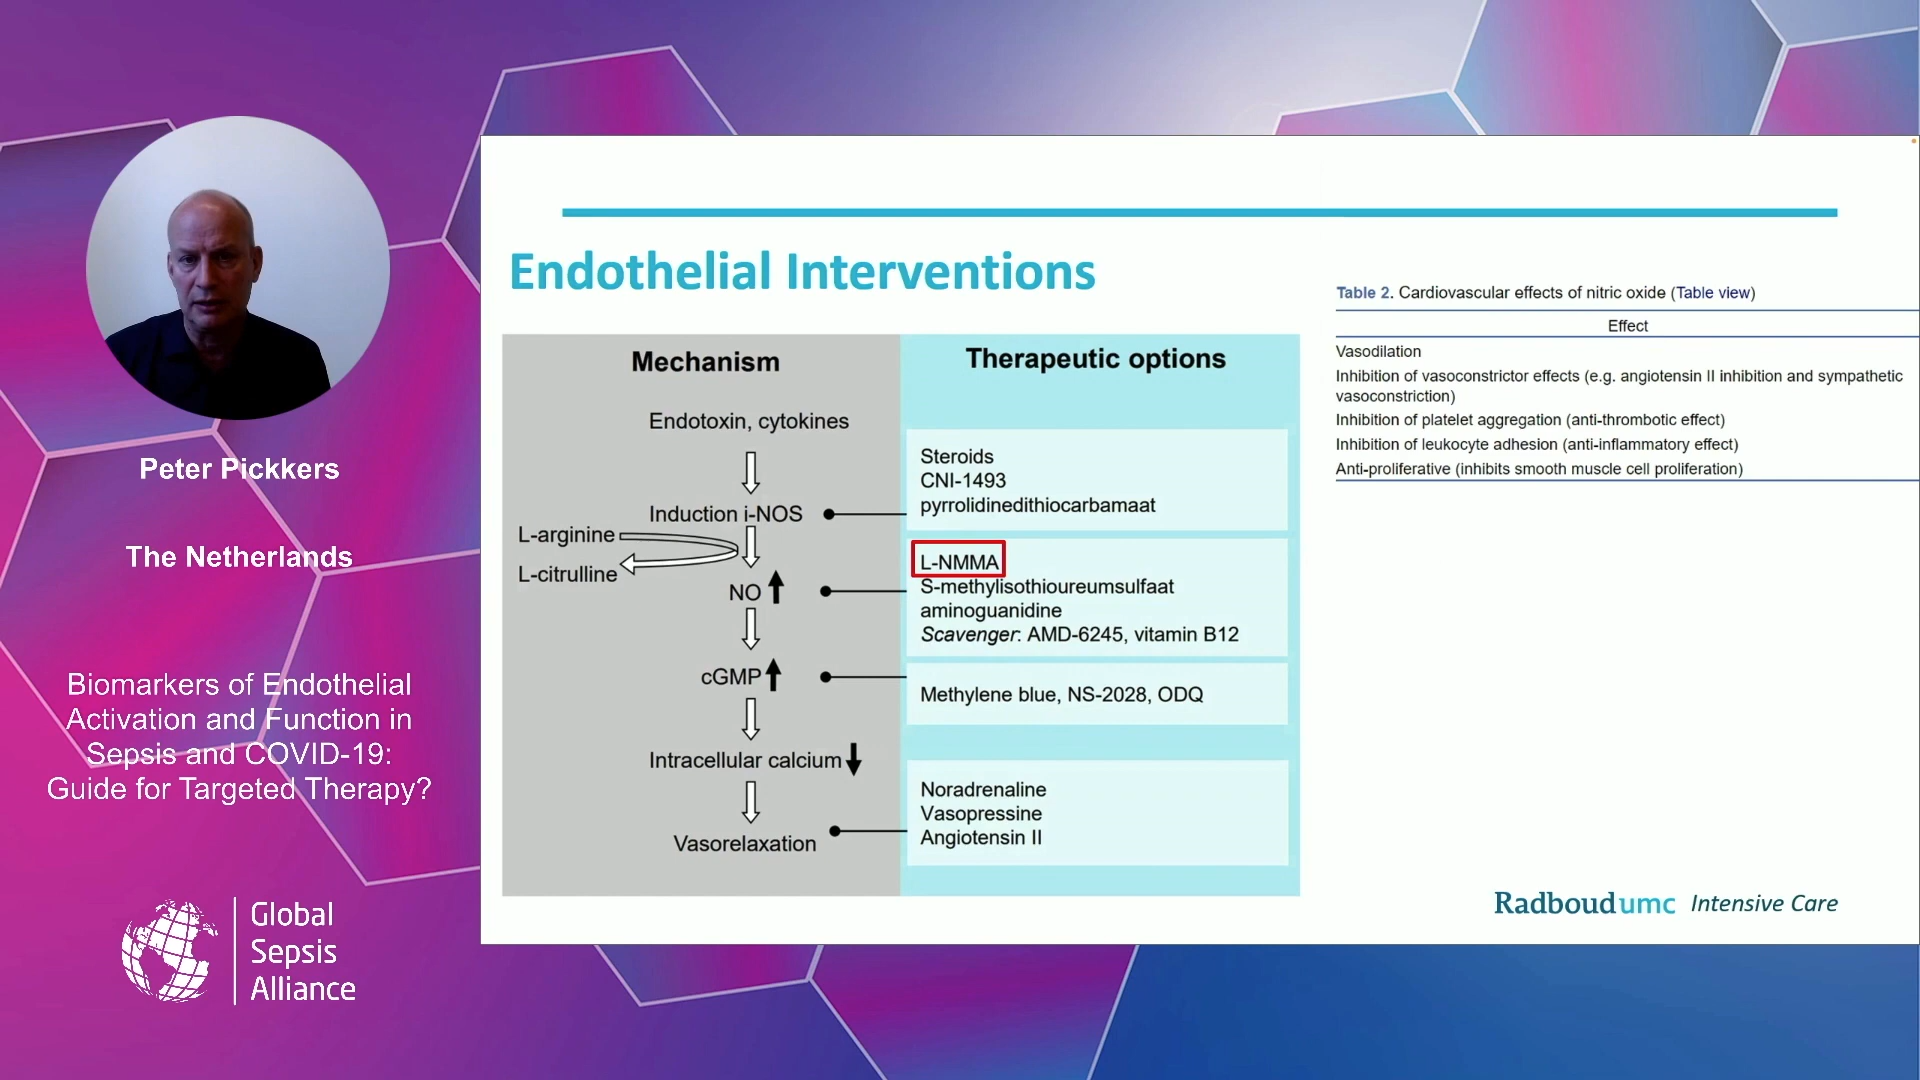 Peter Pickkers
The Netherlands
Biomarkers of Endothelial
Activation and Function in
Sepsis and COVID-19:
Guide for Targeted Therapy?
Global
Sepsis
Alliance
Endothelial Interventions
Mechanism
Endotoxin, cytokines
Induction i-NOS
L-arginine
L-citrulline
NO
cGMP
Intracellular calcium
Vasorelaxation
Therapeutic options
Steroids
CNI-1493
pyrrolidinedithiocarbamaat
L-NMMA
S-methylisothioureumsulfaat
aminoguanidine
Scavenger: AMD-6245, vitamin B12
Methylene blue, NS-2028, ODQ
Noradrenaline
Vasopressine
Angiotensin II
Table 2. Cardiovascular effects of nitric oxide (Table view)
Effect
Vasodilation
Inhibition of vasoconstrictor effects (e.g. angiotensin II inhibition and sympathetic
vasoconstriction)
Inhibition of platelet aggregation (anti-thrombotic effect)
Inhibition of leukocyte adhesion (anti-inflammatory effect)
Anti-proliferative (inhibits smooth muscle cell proliferation)
Radboudumc Intensive Care